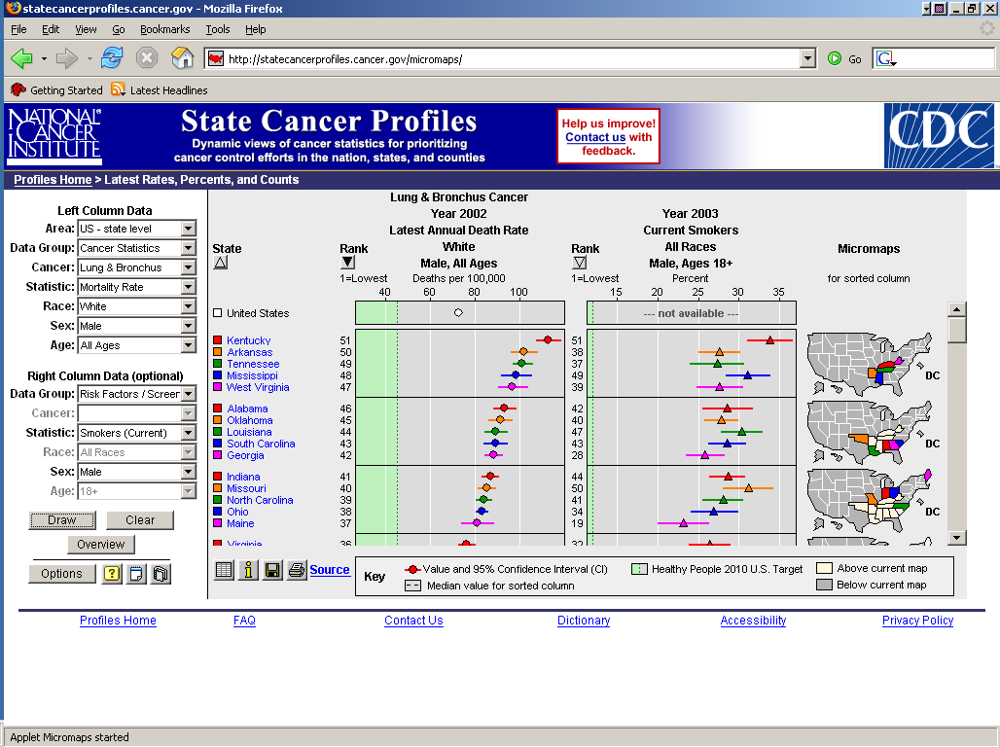 statecancerprofiles.cancer.gov - Mozilla Firefox
File Edit View Go Bookmarks Tools Help
http://statecancerprofiles.cancer.gov/micromaps/ Go G
Getting Started Latest Headlines
NATIONAL CANCER INSTITUTE
State Cancer Profiles
Dynamic views of cancer statistics for prioritizing
cancer control efforts in the nation, states, and counties
Help us improve!
Contact us with
feedback.
CDC
Profiles Home > Latest Rates, Percents, and Counts
Left Column Data
Area: US - state level
Data Group: Cancer Statistics
Cancer: Lung & Bronchus
Statistic: Mortality Rate
Race: White
Sex: Male
Age: All Ages
Right Column Data (optional)
Data Group: Risk Factors / Screer
Cancer:
Statistic: Smokers (Current)
Race: All Races
Sex: Male
Age: 18+
Draw Clear
Overview
Options
Lung & Bronchus Cancer
Year 2002 Year 2003
Latest Annual Death Rate Current Smokers
State Rank White Rank All Races Micromaps
Male, All Ages Male, Ages 18+
1=Lowest Deaths per 100,000 1=Lowest Percent for sorted column
40 60 80 100 15 20 25 30 35
United States --- not available ---
Kentucky 51 51
Arkansas 50 38
Tennessee 49 37
Mississippi 48 49 DC
West Virginia 47 39
Alabama 46 42
Oklahoma 45 40
Louisiana 44 47
South Carolina 43 43 DC
Georgia 42 28
Indiana 41 44
Missouri 40 50
North Carolina 39 41
Ohio 38 34 DC
Maine 37 19
Virginia 36 32
Source
Key
Value and 95% Confidence Interval (CI) Healthy People 2010 U.S. Target Above current map
Median value for sorted column Below current map
Profiles Home FAQ Contact Us Dictionary Accessibility Privacy Policy
Applet Micromaps started